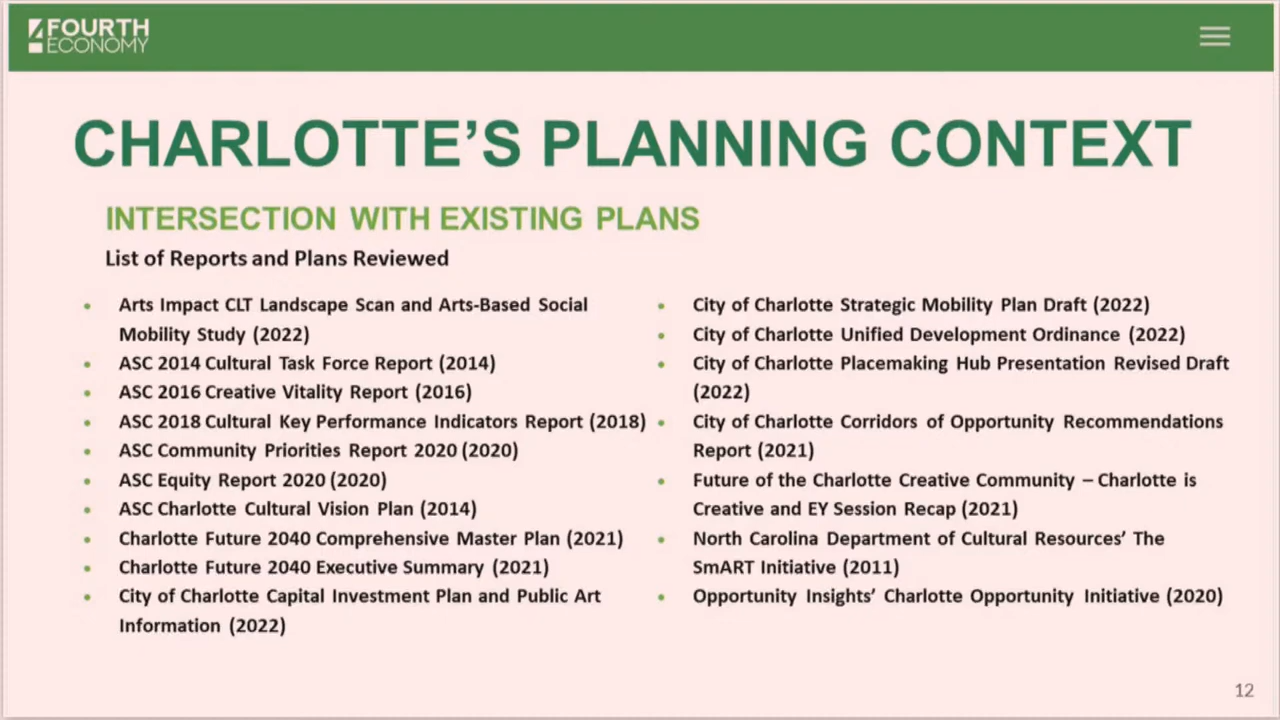 FOURTH
ECONOMY
CHARLOTTE’S PLANNING CONTEXT
INTERSECTION WITH EXISTING PLANS
List of Reports and Plans Reviewed
• Arts Impact CLT Landscape Scan and Arts-Based Social
Mobility Study (2022)
• ASC 2014 Cultural Task Force Report (2014)
• ASC 2016 Creative Vitality Report (2016)
• ASC 2018 Cultural Key Performance Indicators Report (2018)
• ASC Community Priorities Report 2020 (2020)
• ASC Equity Report 2020 (2020)
• ASC Charlotte Cultural Vision Plan (2014)
• Charlotte Future 2040 Comprehensive Master Plan (2021)
• Charlotte Future 2040 Executive Summary (2021)
• City of Charlotte Capital Investment Plan and Public Art
Information (2022)
• City of Charlotte Strategic Mobility Plan Draft (2022)
• City of Charlotte Unified Development Ordinance (2022)
• City of Charlotte Placemaking Hub Presentation Revised Draft
(2022)
• City of Charlotte Corridors of Opportunity Recommendations
Report (2021)
• Future of the Charlotte Creative Community – Charlotte is
Creative and EY Session Recap (2021)
• North Carolina Department of Cultural Resources’ The
SmART Initiative (2011)
• Opportunity Insights’ Charlotte Opportunity Initiative (2020)
12